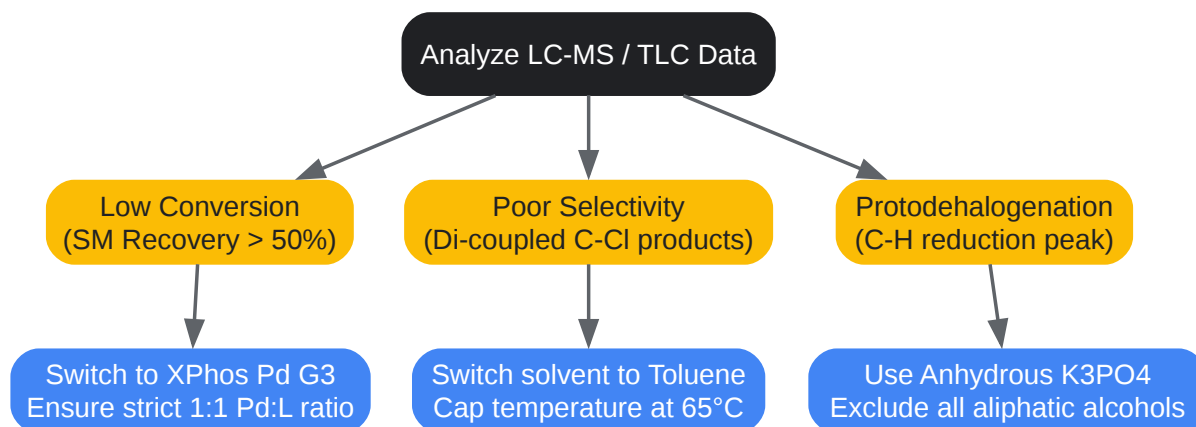 Analyze LC-MS / TLC Data
Low Conversion
(SM Recovery > 50%)
Poor Selectivity
(Di-coupled C-Cl products)
Protodehalogenation
(C-H reduction peak)
Switch to XPhos Pd G3
Ensure strict 1:1 Pd:L ratio
Switch solvent to Toluene
Cap temperature at 65°C
Use Anhydrous K3PO4
Exclude all aliphatic alcohols